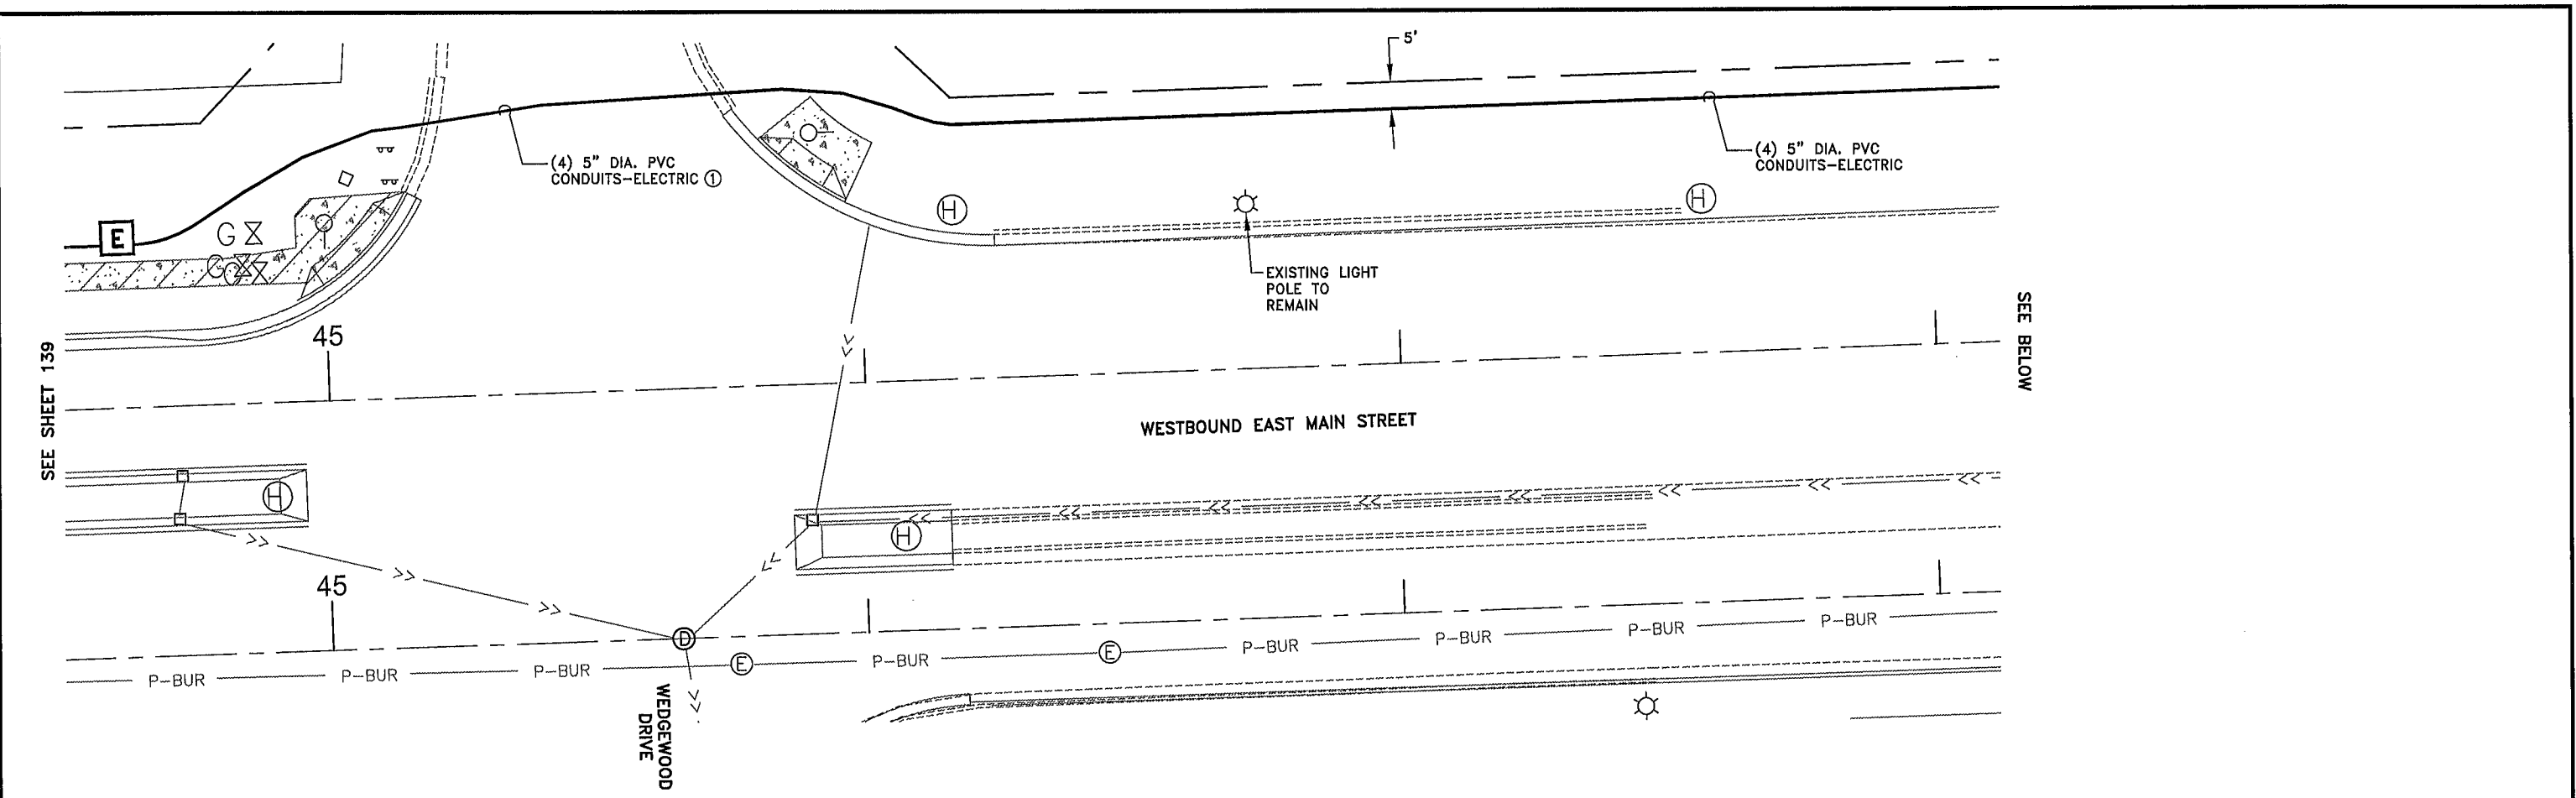 5'
(4) 5" DIA. PVC
CONDUITS-ELECTRIC ①
(4) 5" DIA. PVC
CONDUITS-ELECTRIC
H
H
E
G
G
G
EXISTING LIGHT
POLE TO
REMAIN
SEE SHEET 139
SEE BELOW
45
WESTBOUND EAST MAIN STREET
H
H
45
D
P-BUR
P-BUR
P-BUR
E
P-BUR
E
P-BUR
P-BUR
P-BUR
P-BUR
WEDGEWOOD
DRIVE